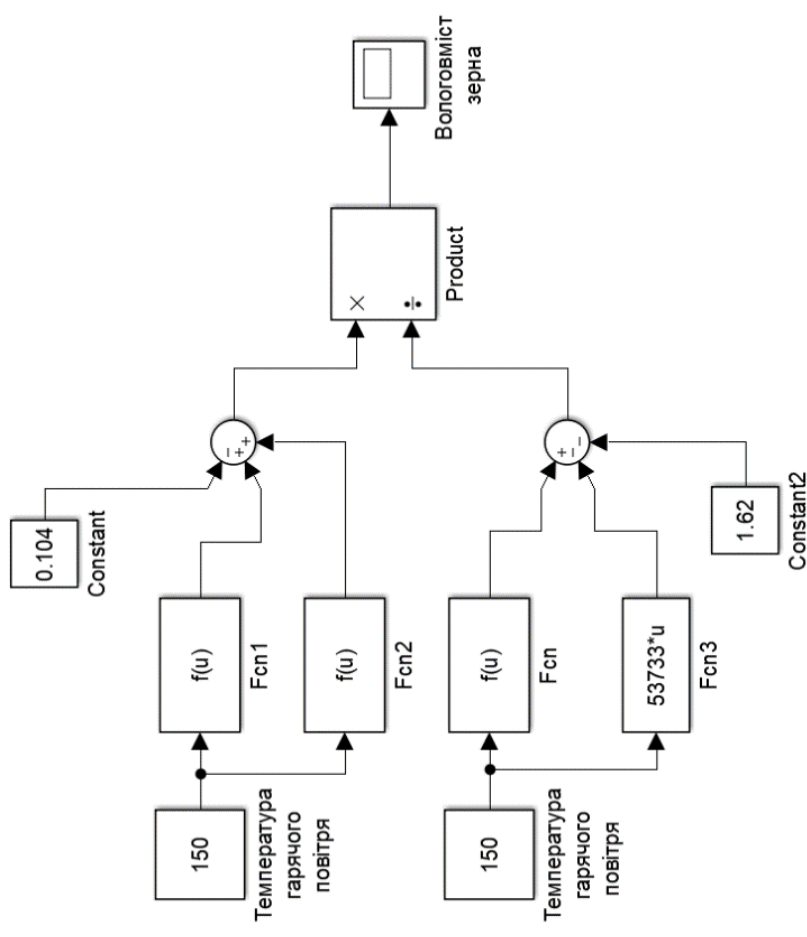 0.104
Constant
150
Температура
гарячого
повітря
f(u)
Fcn1
f(u)
Fcn2
−
+
+
150
Температура
гарячого
повітря
f(u)
Fcn
53733*u
Fcn3
+
−
−
1.62
Constant2
×
÷
Product
Вологовміст
зерна